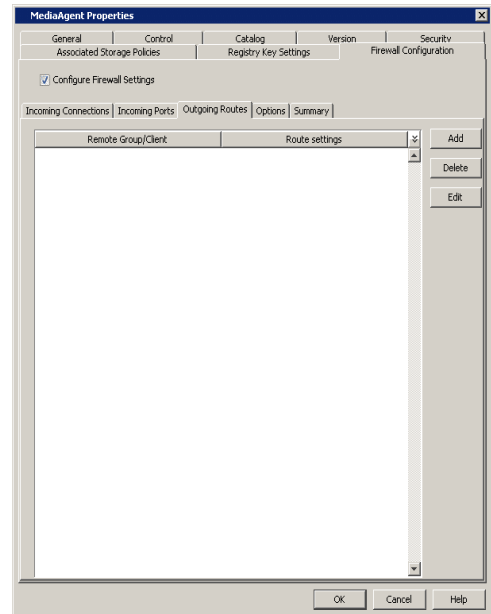 MediaAgent Properties
General Control Catalog Version Security
Associated Storage Policies Registry Key Settings Firewall Configuration
Configure Firewall Settings
Incoming Connections Incoming Ports Outgoing Routes Options Summary
Remote Group/Client Route settings Add
Delete
Edit
OK Cancel Help